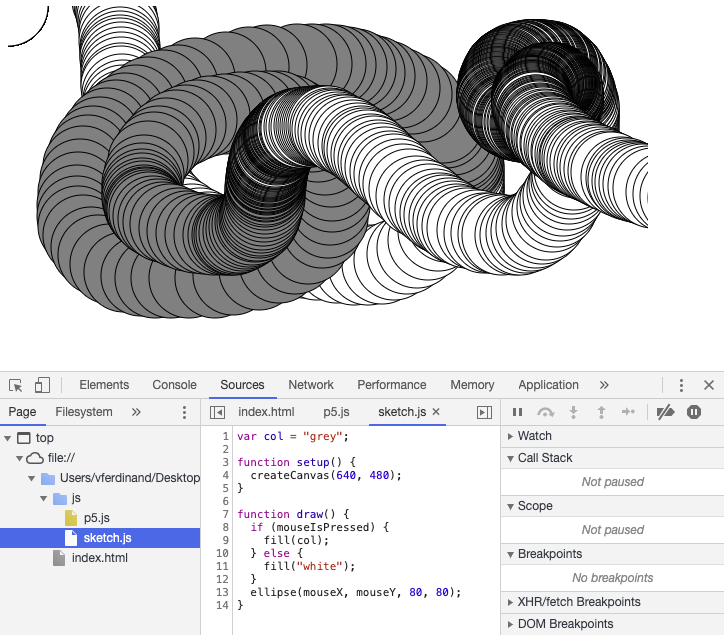 Elements Console Sources Network Performance Memory Application »
Page Filesystem » index.html p5.js sketch.js ×
top
file://
Users/vferdinand/Desktop
js
p5.js
sketch.js
index.html
1 var col = "grey";
2
3 function setup() {
4   createCanvas(640, 480);
5 }
6
7 function draw() {
8   if (mouseIsPressed) {
9     fill(col);
10   } else {
11     fill("white");
12   }
13   ellipse(mouseX, mouseY, 80, 80);
14 }
Watch
Call Stack
Not paused
Scope
Not paused
Breakpoints
No breakpoints
XHR/fetch Breakpoints
DOM Breakpoints